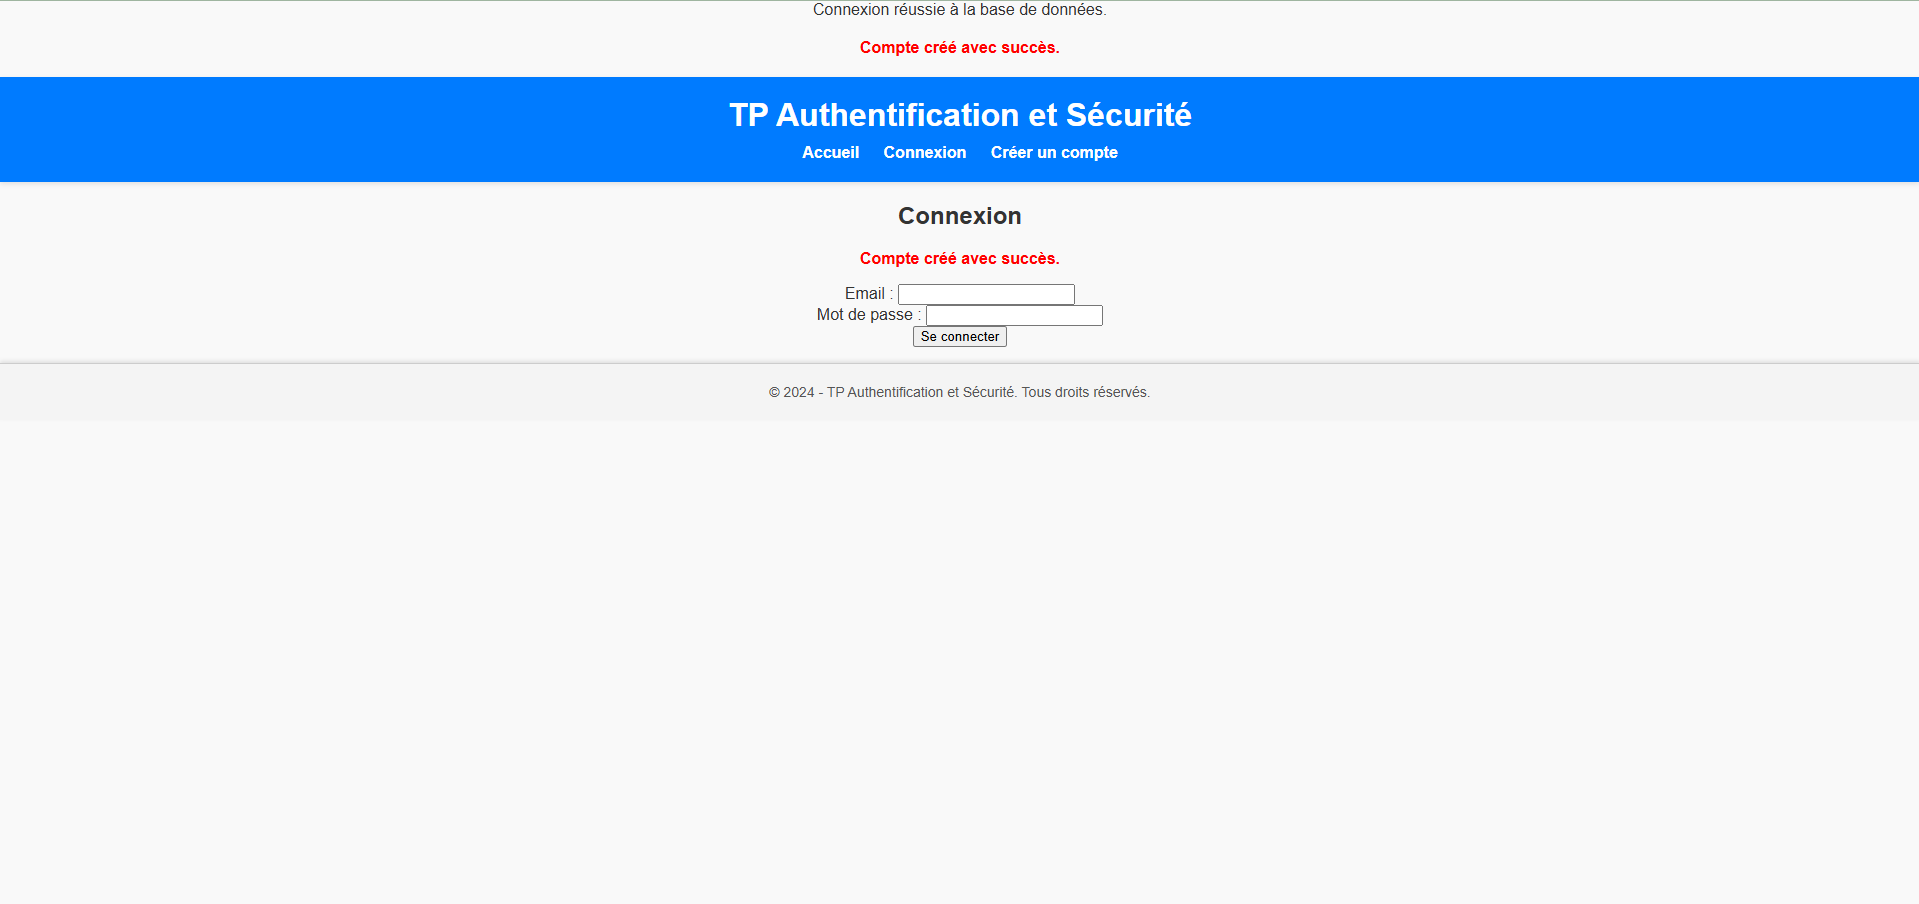 Connexion réussie à la base de données.
Compte créé avec succès.
TP Authentification et Sécurité
Accueil Connexion Créer un compte
Connexion
Compte créé avec succès.
Email :
Mot de passe :
Se connecter
© 2024 - TP Authentification et Sécurité. Tous droits réservés.